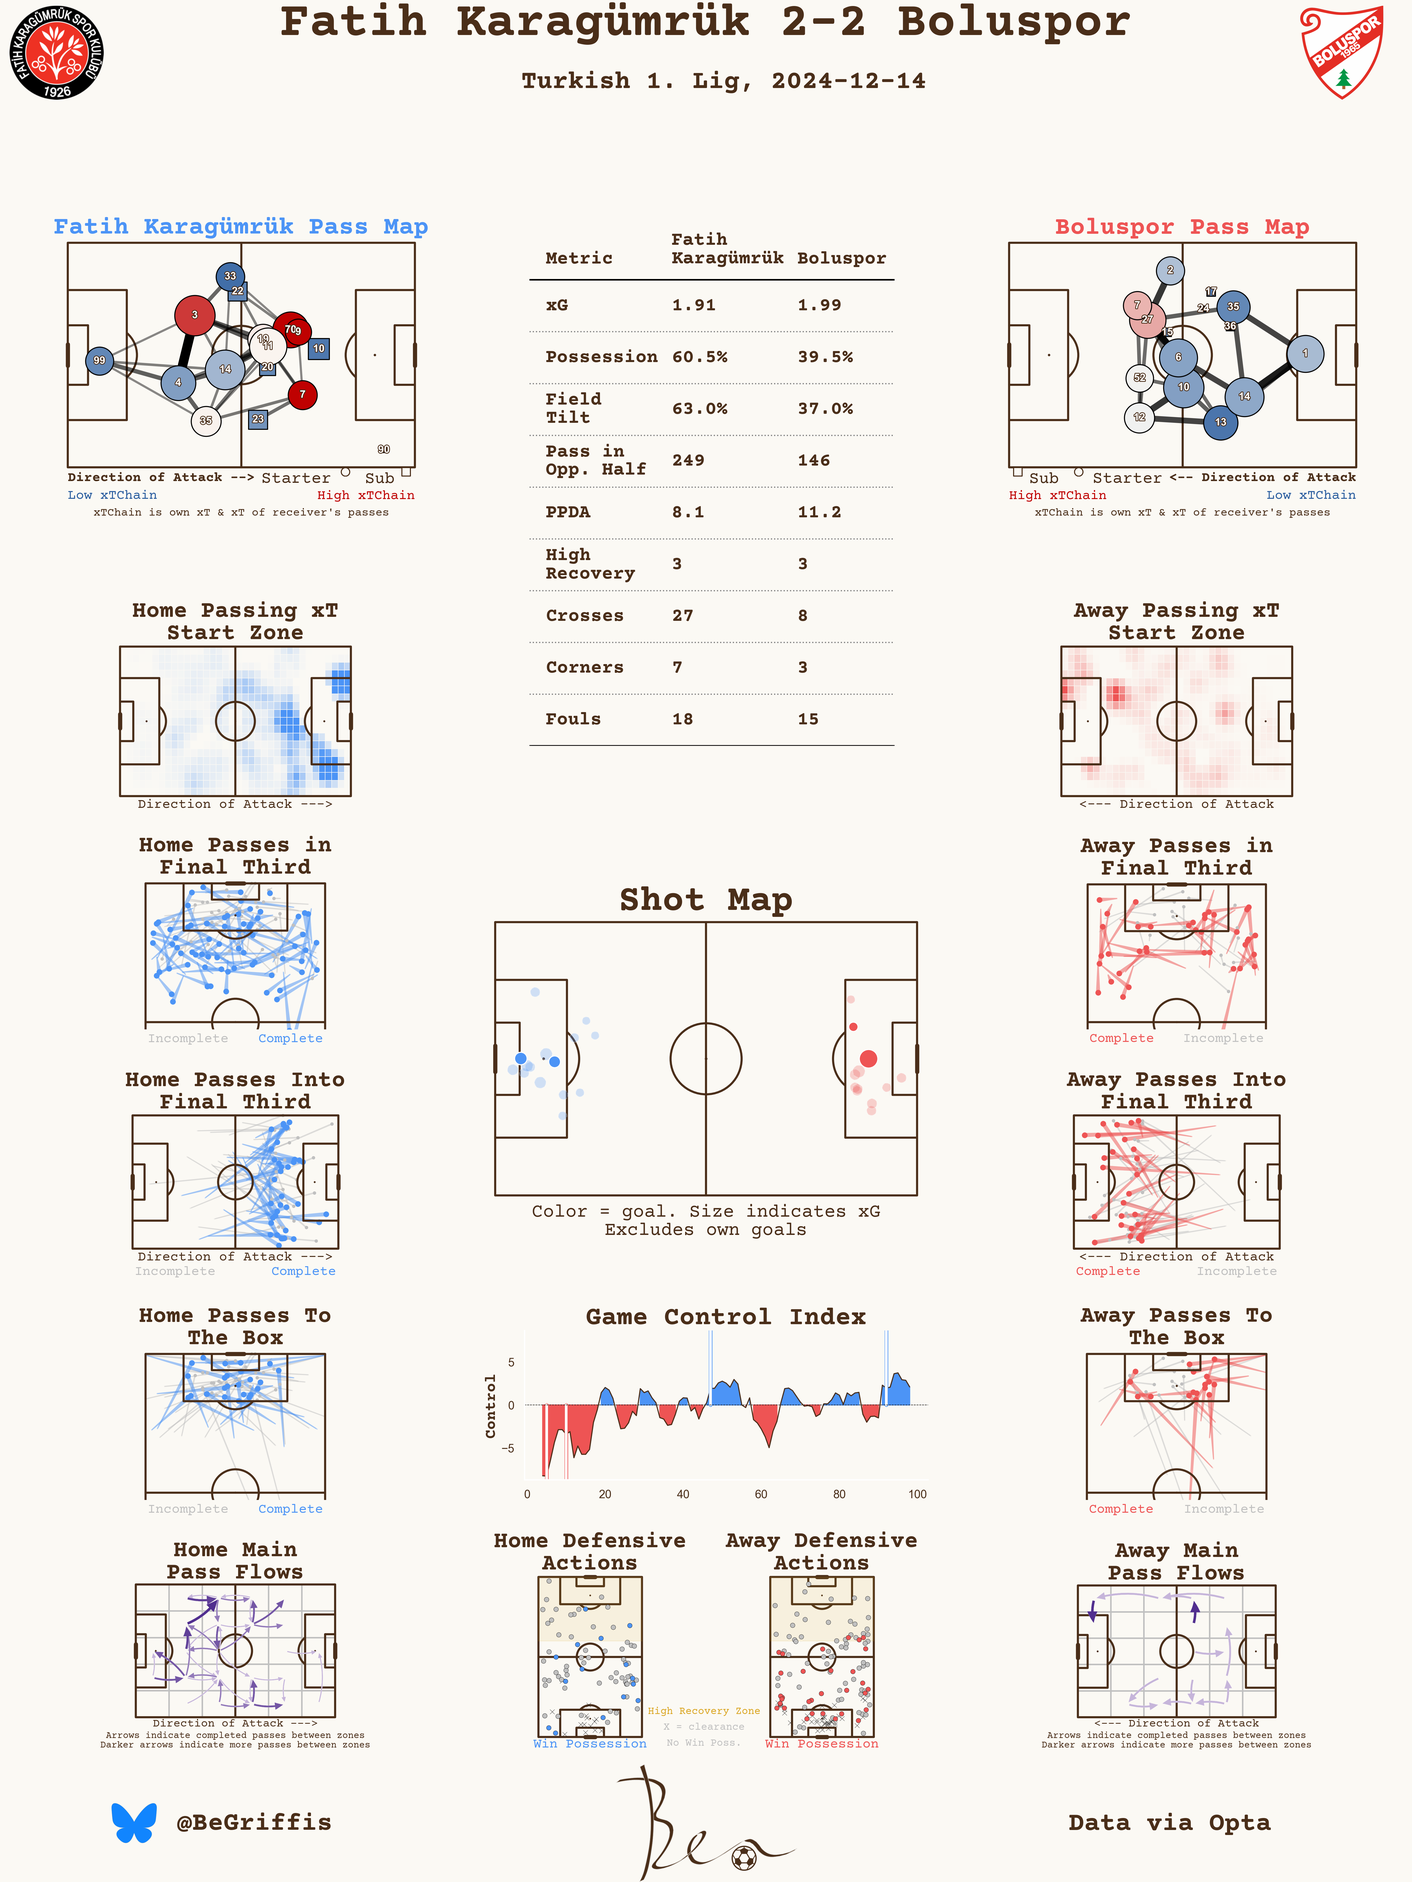 Fatih Karagümrük 2-2 Boluspor
Turkish 1. Lig, 2024-12-14
FATİH KARAGÜMRÜK SPOR KULÜBÜ
1926
BOLUSPOR
1965
Fatih Karagümrük Pass Map
33
22
3
70
9
19
11
10
99
14
20
4
7
35
23
90
Direction of Attack --> Starter Sub
Low xTChain High xTChain
xTChain is own xT & xT of receiver's passes
Metric Fatih Karagümrük Boluspor
xG 1.91 1.99
Possession 60.5% 39.5%
Field Tilt 63.0% 37.0%
Pass in Opp. Half 249 146
PPDA 8.1 11.2
High Recovery 3 3
Crosses 27 8
Corners 7 3
Fouls 18 15
Boluspor Pass Map
2
17
7
24
35
27
36
15
6
1
52
10
14
12
13
Sub Starter <-- Direction of Attack
High xTChain Low xTChain
xTChain is own xT & xT of receiver's passes
Home Passing xT
Start Zone
Direction of Attack --->
Away Passing xT
Start Zone
<--- Direction of Attack
Home Passes in
Final Third
Incomplete Complete
Away Passes in
Final Third
Complete Incomplete
Shot Map
Color = goal. Size indicates xG
Excludes own goals
Home Passes Into
Final Third
Direction of Attack --->
Incomplete Complete
Away Passes Into
Final Third
<--- Direction of Attack
Complete Incomplete
Home Passes To
The Box
Incomplete Complete
Game Control Index
Control
5
0
−5
0 20 40 60 80 100
Away Passes To
The Box
Complete Incomplete
Home Main
Pass Flows
Direction of Attack --->
Arrows indicate completed passes between zones
Darker arrows indicate more passes between zones
Home Defensive
Actions
Win Possession
High Recovery Zone
X = clearance
No Win Poss.
Away Defensive
Actions
Win Possession
Away Main
Pass Flows
<--- Direction of Attack
Arrows indicate completed passes between zones
Darker arrows indicate more passes between zones
@BeGriffis
Ben
Data via Opta